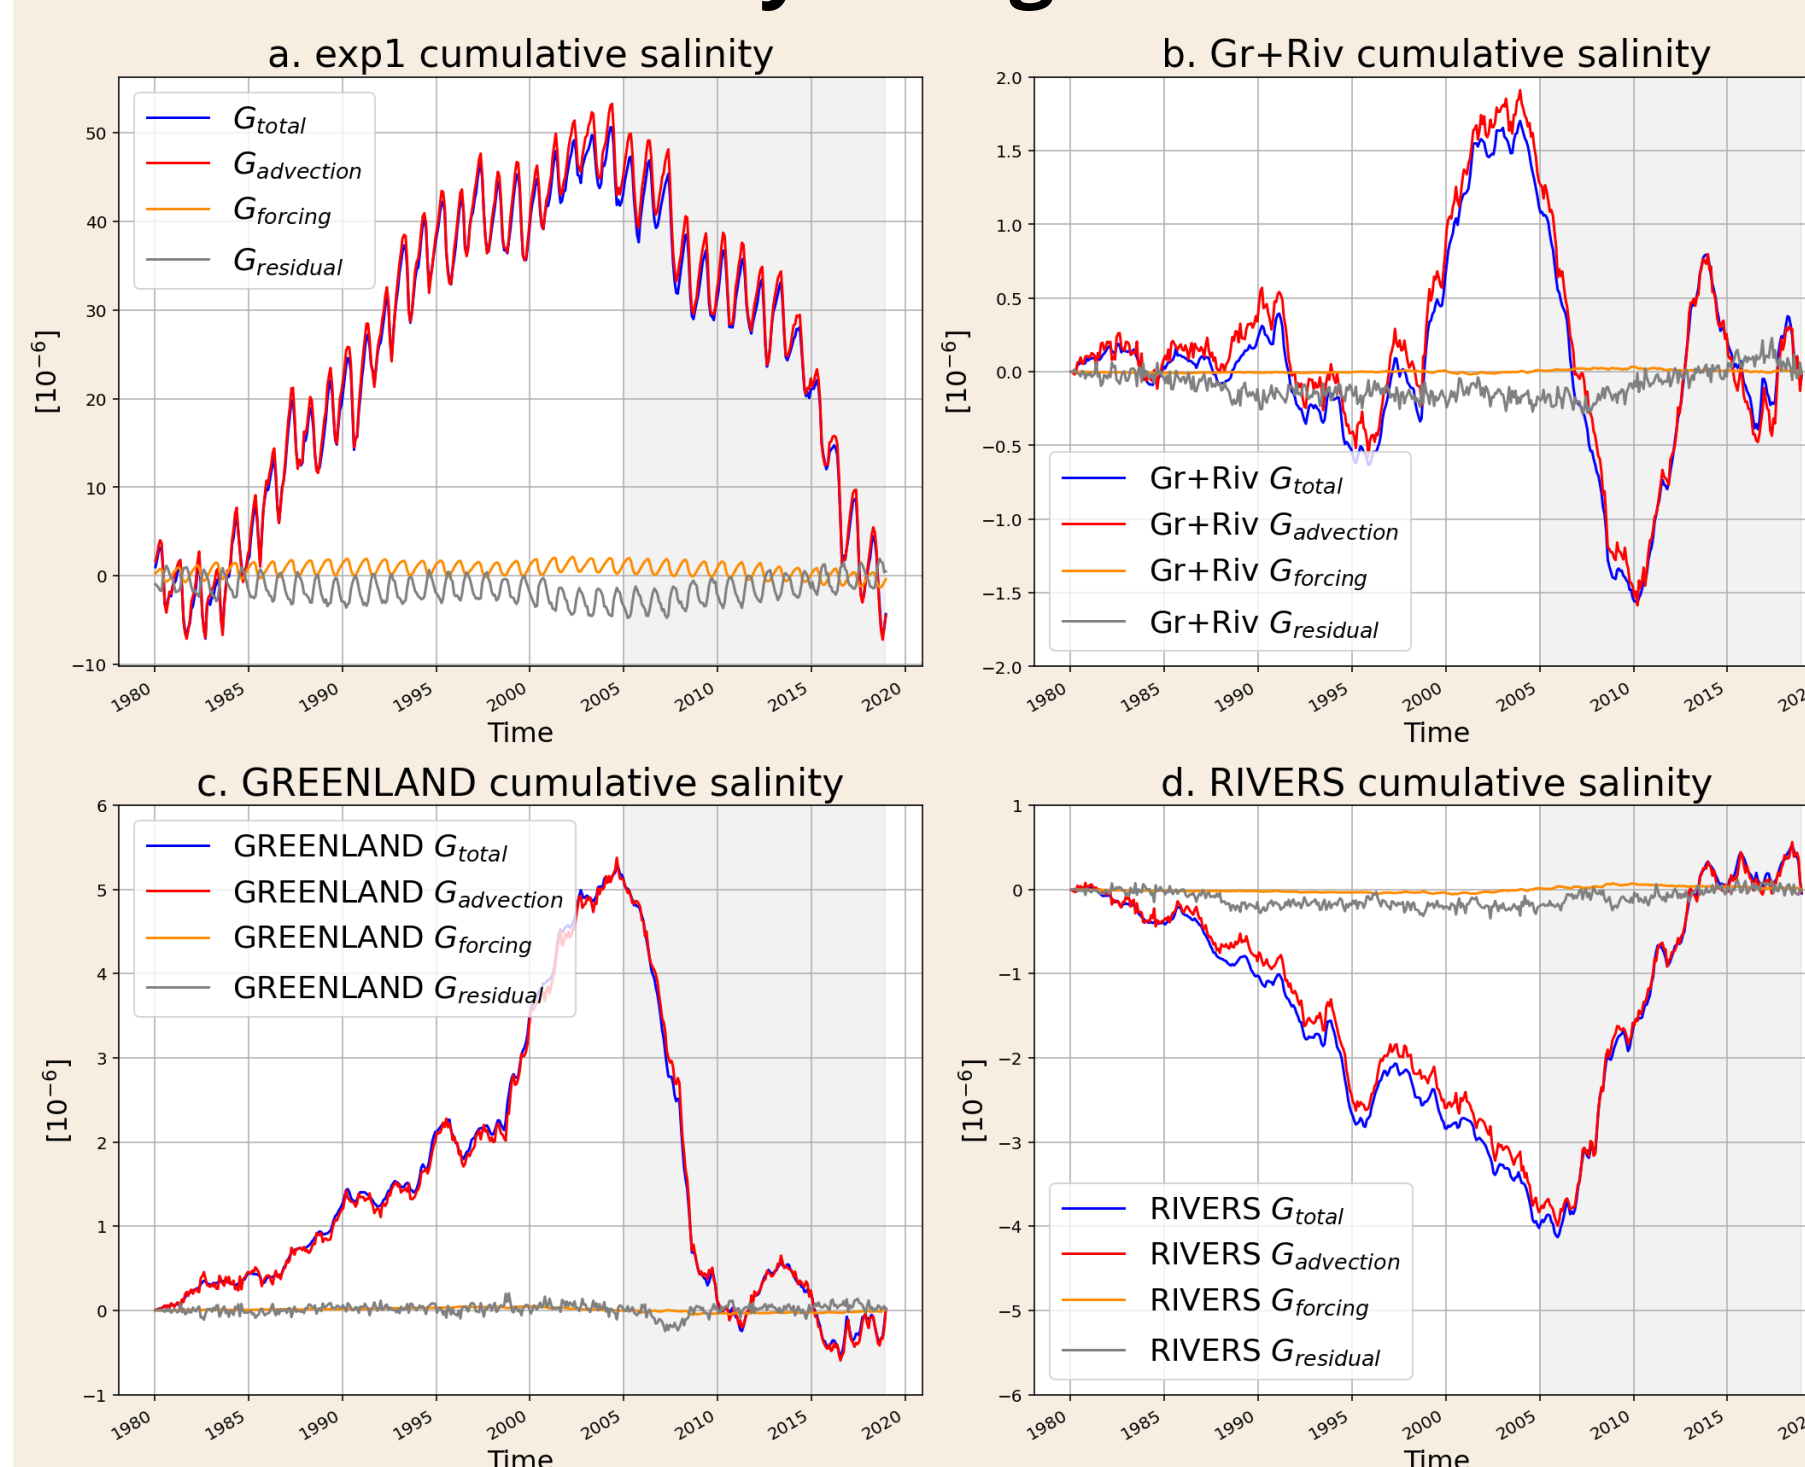 a. exp1 cumulative salinity
G_total
G_advection
G_forcing
G_residual
[10⁻⁶]
50
40
30
20
10
0
−10
1980 1985 1990 1995 2000 2005 2010 2015 2020
Time
b. Gr+Riv cumulative salinity
[10⁻⁶]
2.0
1.5
1.0
0.5
0.0
−0.5
−1.0
−1.5
−2.0
Gr+Riv G_total
Gr+Riv G_advection
Gr+Riv G_forcing
Gr+Riv G_residual
1980 1985 1990 1995 2000 2005 2010 2015
Time
c. GREENLAND cumulative salinity
GREENLAND G_total
GREENLAND G_advection
GREENLAND G_forcing
GREENLAND G_residual
[10⁻⁶]
6
5
4
3
2
1
0
−1
1980 1985 1990 1995 2000 2005 2010 2015 2020
Time
d. RIVERS cumulative salinity
[10⁻⁶]
1
0
−1
−2
−3
−4
−5
−6
RIVERS G_total
RIVERS G_advection
RIVERS G_forcing
RIVERS G_residual
1980 1985 1990 1995 2000 2005 2010 2015
Time